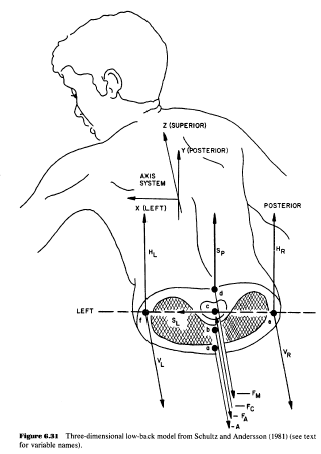 Z (SUPERIOR)
Y (POSTERIOR)
AXIS
SYSTEM
X (LEFT)
POSTERIOR
H_L
S_P
H_R
d
c
LEFT
f
S_L
e
b
a
V_L
V_R
F_M
F_C
F_A
A
Figure 6.31 Three-dimensional low-back model from Schultz and Andersson (1981) (see text
for variable names).